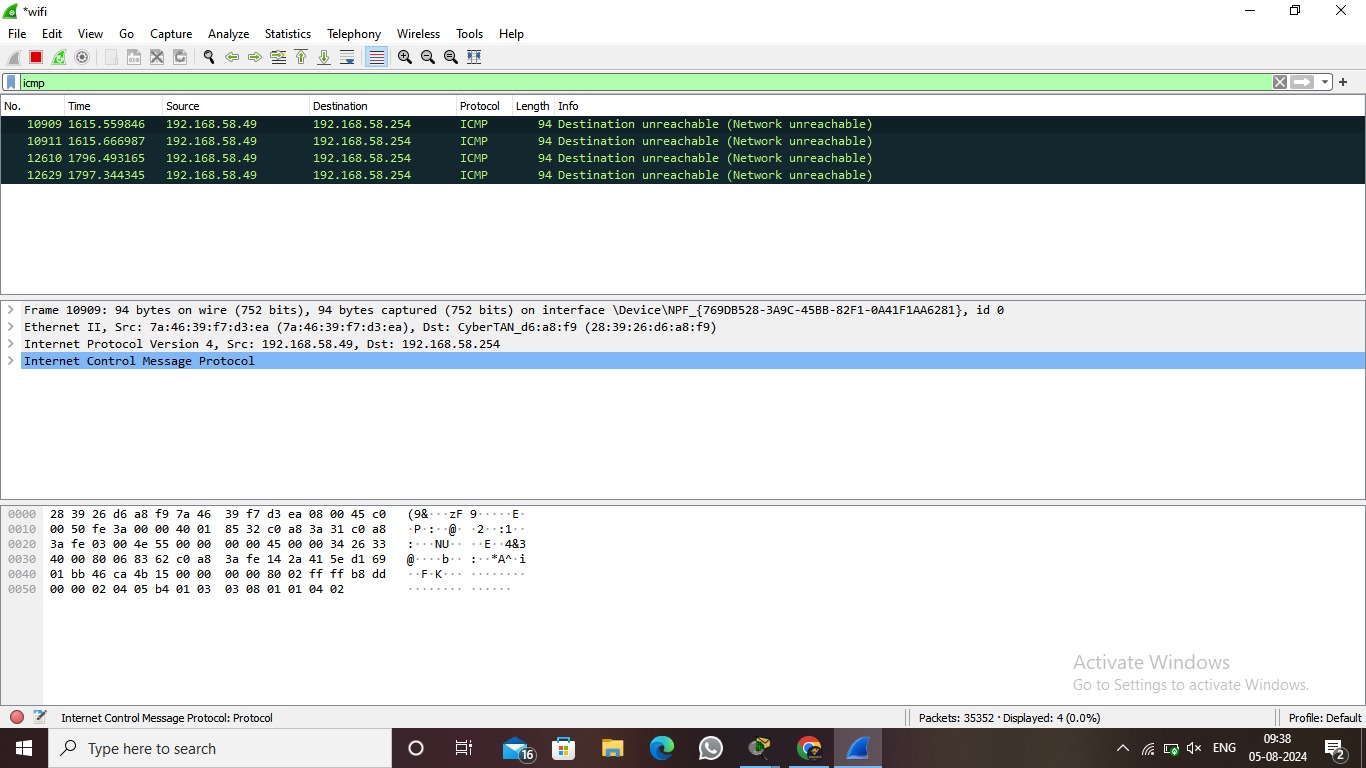 *wifi
File Edit View Go Capture Analyze Statistics Telephony Wireless Tools Help
icmp
No. Time Source Destination Protocol Length Info
10909 1615.559846 192.168.58.49 192.168.58.254 ICMP 94 Destination unreachable (Network unreachable)
10911 1615.666987 192.168.58.49 192.168.58.254 ICMP 94 Destination unreachable (Network unreachable)
12610 1796.493165 192.168.58.49 192.168.58.254 ICMP 94 Destination unreachable (Network unreachable)
12629 1797.344345 192.168.58.49 192.168.58.254 ICMP 94 Destination unreachable (Network unreachable)
Frame 10909: 94 bytes on wire (752 bits), 94 bytes captured (752 bits) on interface \Device\NPF_{769DB528-3A9C-45BB-82F1-0A41F1AA6281}, id 0
Ethernet II, Src: 7a:46:39:f7:d3:ea (7a:46:39:f7:d3:ea), Dst: CyberTAN_d6:a8:f9 (28:39:26:d6:a8:f9)
Internet Protocol Version 4, Src: 192.168.58.49, Dst: 192.168.58.254
Internet Control Message Protocol
0000 28 39 26 d6 a8 f9 7a 46 39 f7 d3 ea 08 00 45 c0 (9&···zF 9·····E·
0010 00 50 fe 3a 00 00 40 01 85 32 c0 a8 3a 31 c0 a8 ·P·:··@· ·2··:1··
0020 3a fe 03 00 4e 55 00 00 00 00 45 00 00 34 26 33 :···NU·· ··E··4&3
0030 40 00 80 06 83 62 c0 a8 3a fe 14 2a 41 5e d1 69 @····b·· :··*A^·i
0040 01 bb 46 ca 4b 15 00 00 00 00 80 02 ff ff b8 dd ··F·K··· ········
0050 00 00 02 04 05 b4 01 03 03 08 01 01 04 02 ········ ······
Activate Windows
Go to Settings to activate Windows.
Internet Control Message Protocol: Protocol
Packets: 35352 · Displayed: 4 (0.0%)
Profile: Default
Type here to search
16
ENG
09:38
05-08-2024
2